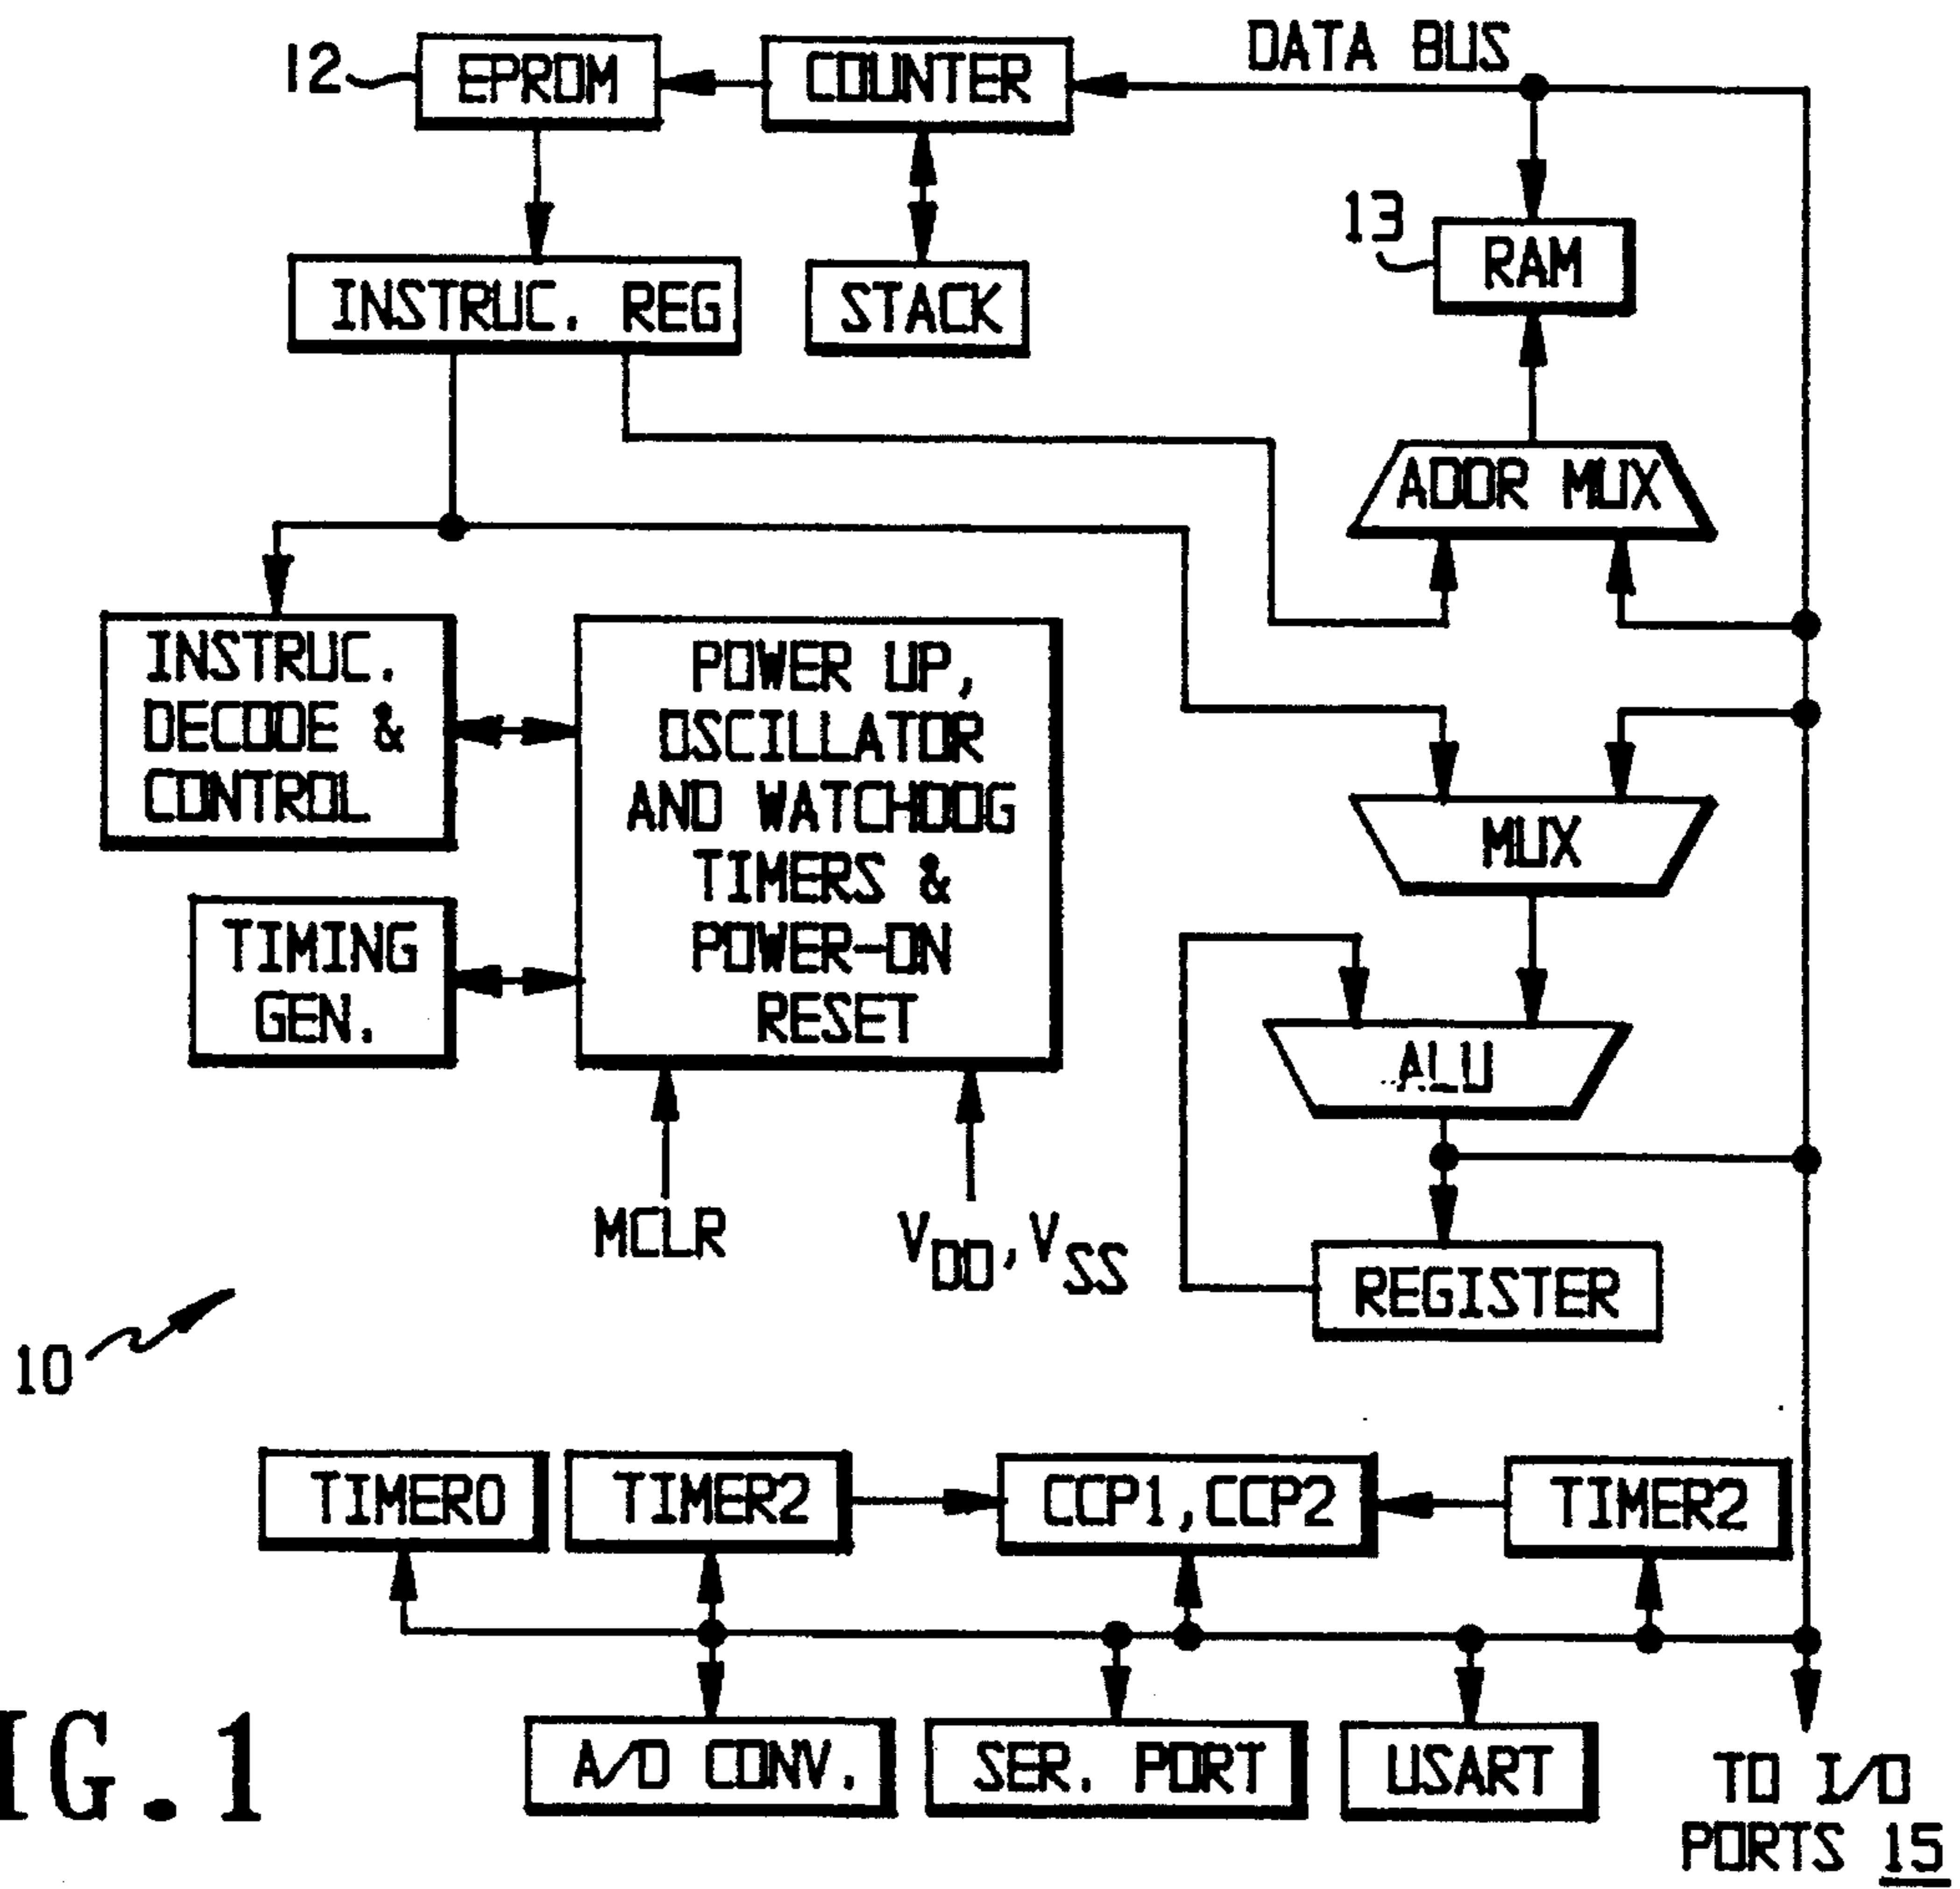 DATA BUS
12
EPROM
COUNTER
13
RAM
INSTRUC. REG
STACK
ADDR MUX
INSTRUC.
DECODE &
CONTROL
POWER UP,
OSCILLATOR
AND WATCHDOG
TIMERS &
POWER-ON
RESET
MUX
TIMING
GEN.
ALU
MCLR
VDD, VSS
REGISTER
10
TIMER0
TIMER2
CCP1, CCP2
TIMER2
A/D CONV.
SER. PORT
USART
TO I/O
PORTS 15
IG.1